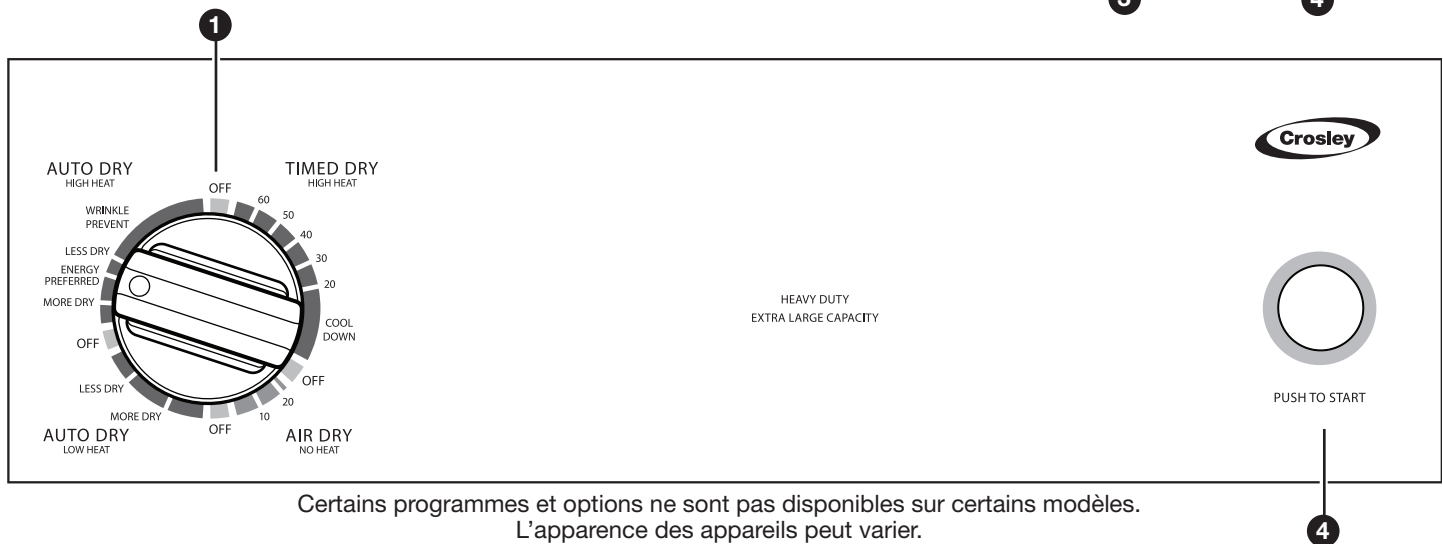 3 4
1
Crosley
AUTO DRY
HIGH HEAT
TIMED DRY
HIGH HEAT
OFF
60
50
40
30
20
COOL
DOWN
OFF
20
10
OFF
WRINKLE
PREVENT
LESS DRY
ENERGY
PREFERRED
MORE DRY
OFF
LESS DRY
MORE DRY
AUTO DRY
LOW HEAT
AIR DRY
NO HEAT
HEAVY DUTY
EXTRA LARGE CAPACITY
PUSH TO START
Certains programmes et options ne sont pas disponibles sur certains modèles.
L’apparence des appareils peut varier.
4